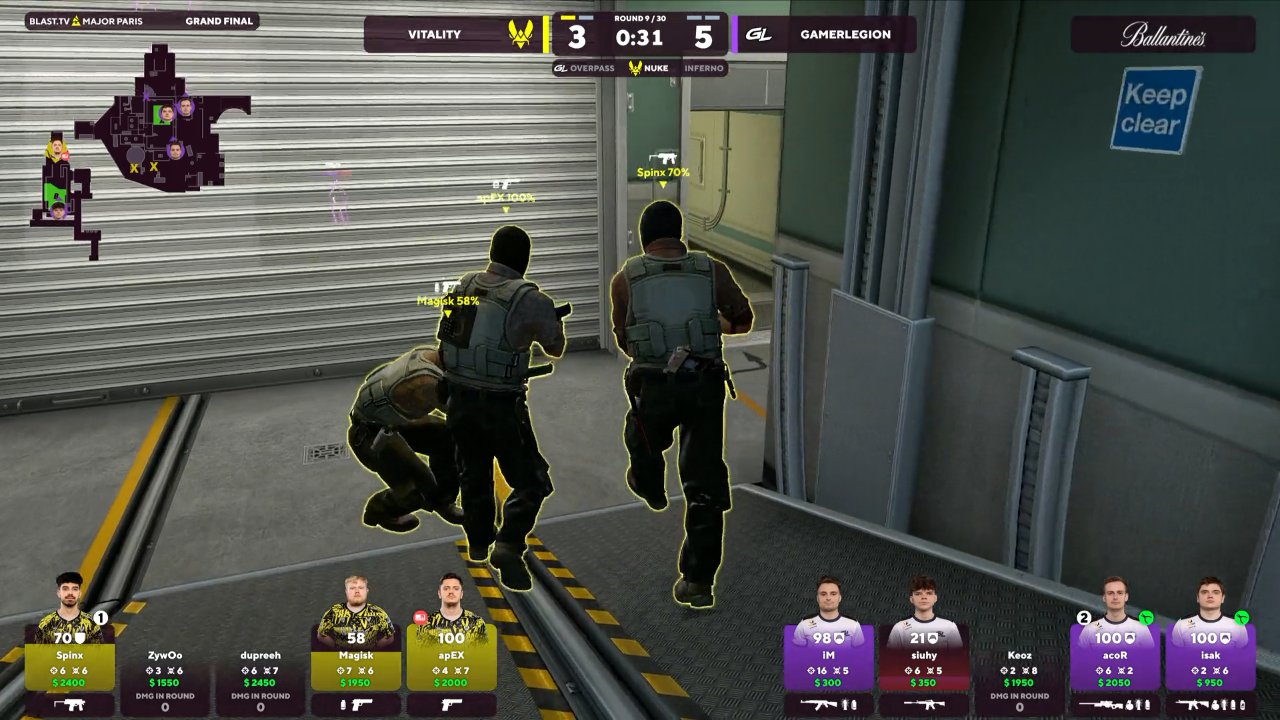 BLAST.TV MAJOR PARIS GRAND FINAL
VITALITY 3 ROUND 9 / 30 0:31 5 GL GAMERLEGION
Ballantine's
GL OVERPASS NUKE INFERNO
Keep
clear
X X
Spinx 70%
apEX 100%
Magisk 58%
70 1
Spinx
6 6
$2400
ZywOo
3 6
$1550
DMG IN ROUND
0
dupreeh
6 7
$2450
DMG IN ROUND
0
58
Magisk
7 6
$1950
100
apEX
4 7
$2000
98
iM
16 5
$300
21
siuhy
6 5
$350
Keoz
2 8
$1950
DMG IN ROUND
0
2
100
acoR
6 2
$2050
100
isak
2 6
$950